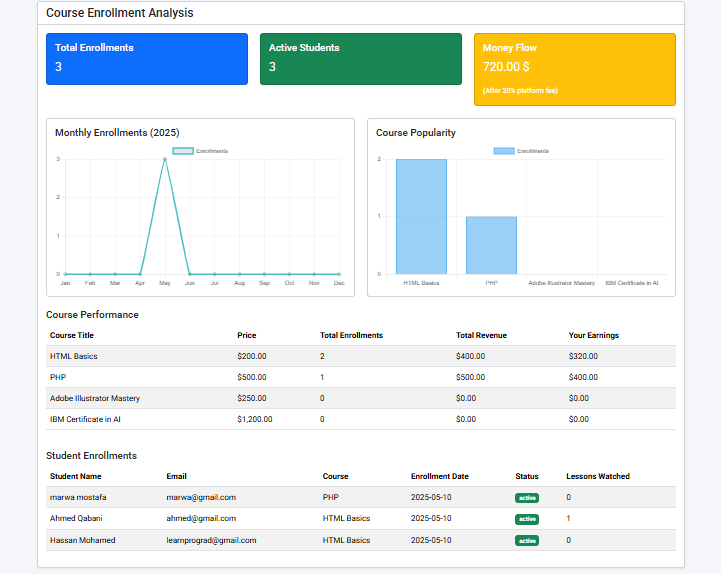 Course Enrollment Analysis
Total Enrollments
3
Active Students
3
Money Flow
720.00 $
(After 20% platform fee)
Monthly Enrollments (2025)
Enrollments
3
2
1
0
Jan Feb Mar Apr May Jun Jul Aug Sep Oct Nov Dec
Course Popularity
Enrollments
2
1
0
HTML Basics PHP Adobe Illustrator Mastery IBM Certificate in AI
Course Performance
Course Title Price Total Enrollments Total Revenue Your Earnings
HTML Basics $200.00 2 $400.00 $320.00
PHP $500.00 1 $500.00 $400.00
Adobe Illustrator Mastery $250.00 0 $0.00 $0.00
IBM Certificate in AI $1,200.00 0 $0.00 $0.00
Student Enrollments
Student Name Email Course Enrollment Date Status Lessons Watched
marwa mostafa marwa@gmail.com PHP 2025-05-10 active 0
Ahmed Qabani ahmed@gmail.com HTML Basics 2025-05-10 active 1
Hassan Mohamed learnprograd@gmail.com HTML Basics 2025-05-10 active 0